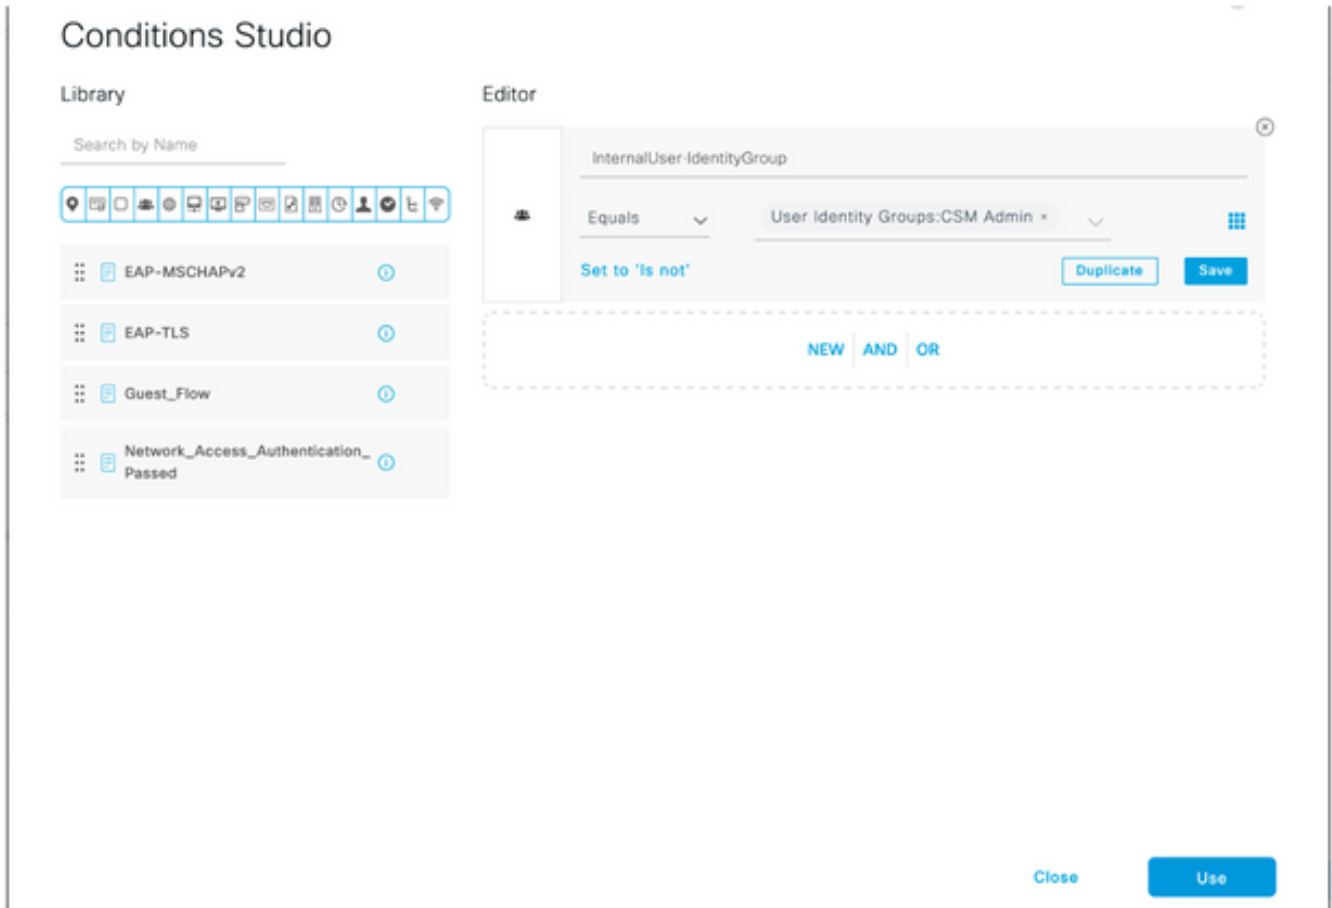 Conditions Studio
Library
Search by Name
EAP-MSCHAPv2
EAP-TLS
Guest_Flow
Network_Access_Authentication_
Passed
Editor
InternalUser·IdentityGroup
Equals
User Identity Groups:CSM Admin ×
Set to 'Is not'
Duplicate
Save
NEW AND OR
Close
Use